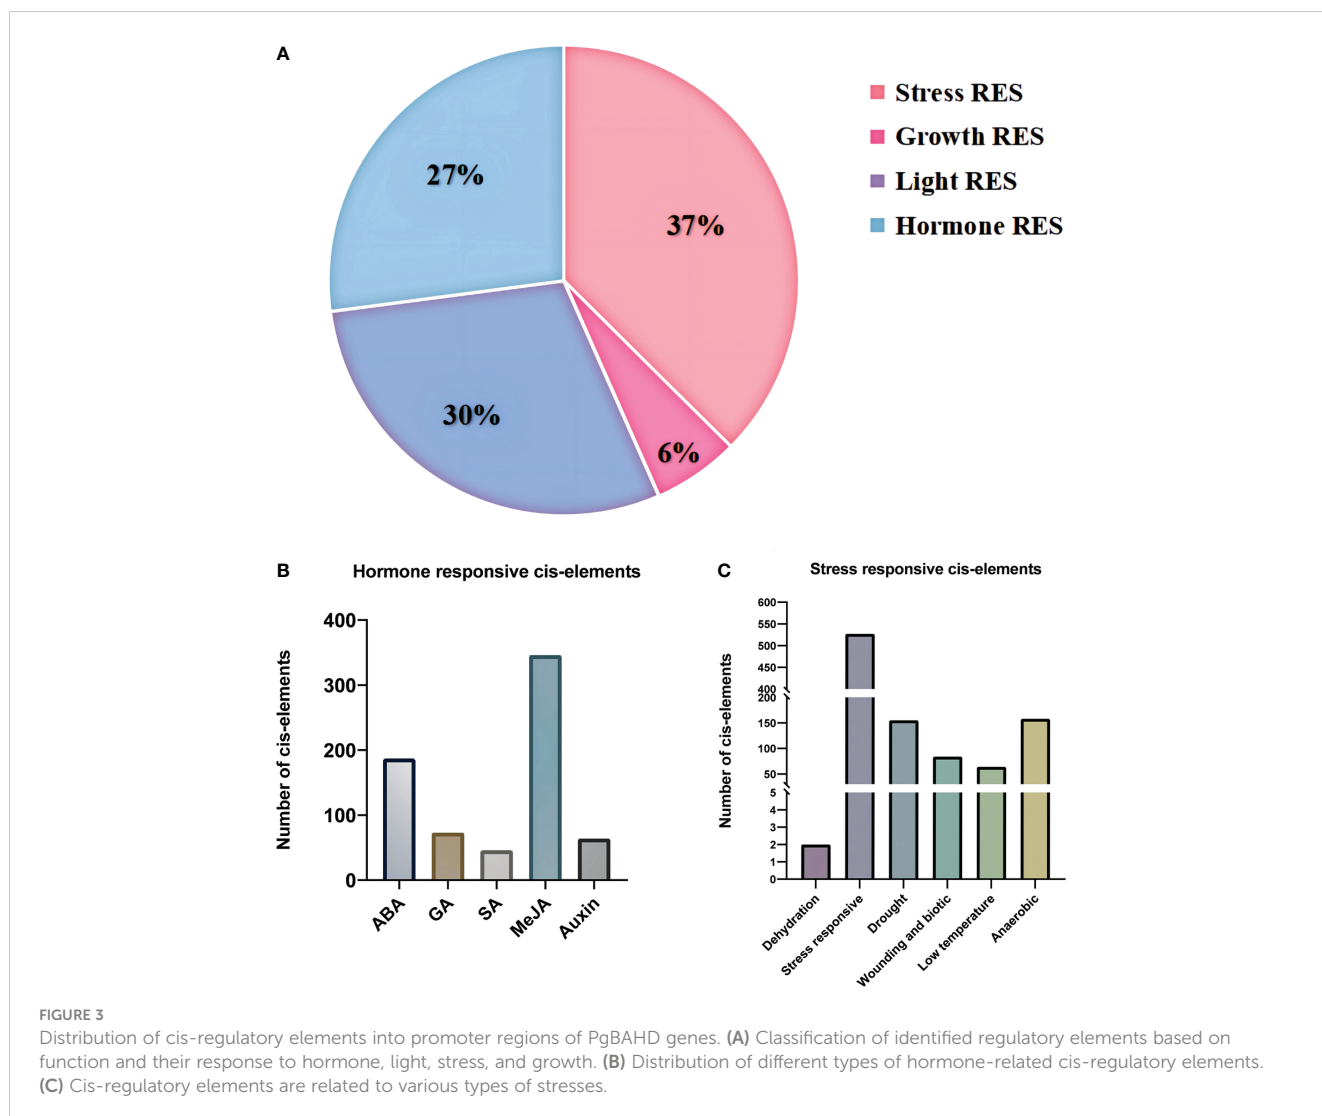 A
Stress RES
Growth RES
Light RES
Hormone RES
27%
37%
30%
6%
B
Hormone responsive cis-elements
Number of cis-elements
400
300
200
100
0
ABA
GA
SA
MeJA
Auxin
C
Stress responsive cis-elements
Number of cis-elements
600
550
500
450
400
200
150
100
50
5
4
3
2
1
0
Dehydration
Stress responsive
Drought
Wounding and biotic
Low temperature
Anaerobic
FIGURE 3
Distribution of cis-regulatory elements into promoter regions of PgBAHD genes. (A) Classification of identified regulatory elements based on
function and their response to hormone, light, stress, and growth. (B) Distribution of different types of hormone-related cis-regulatory elements.
(C) Cis-regulatory elements are related to various types of stresses.